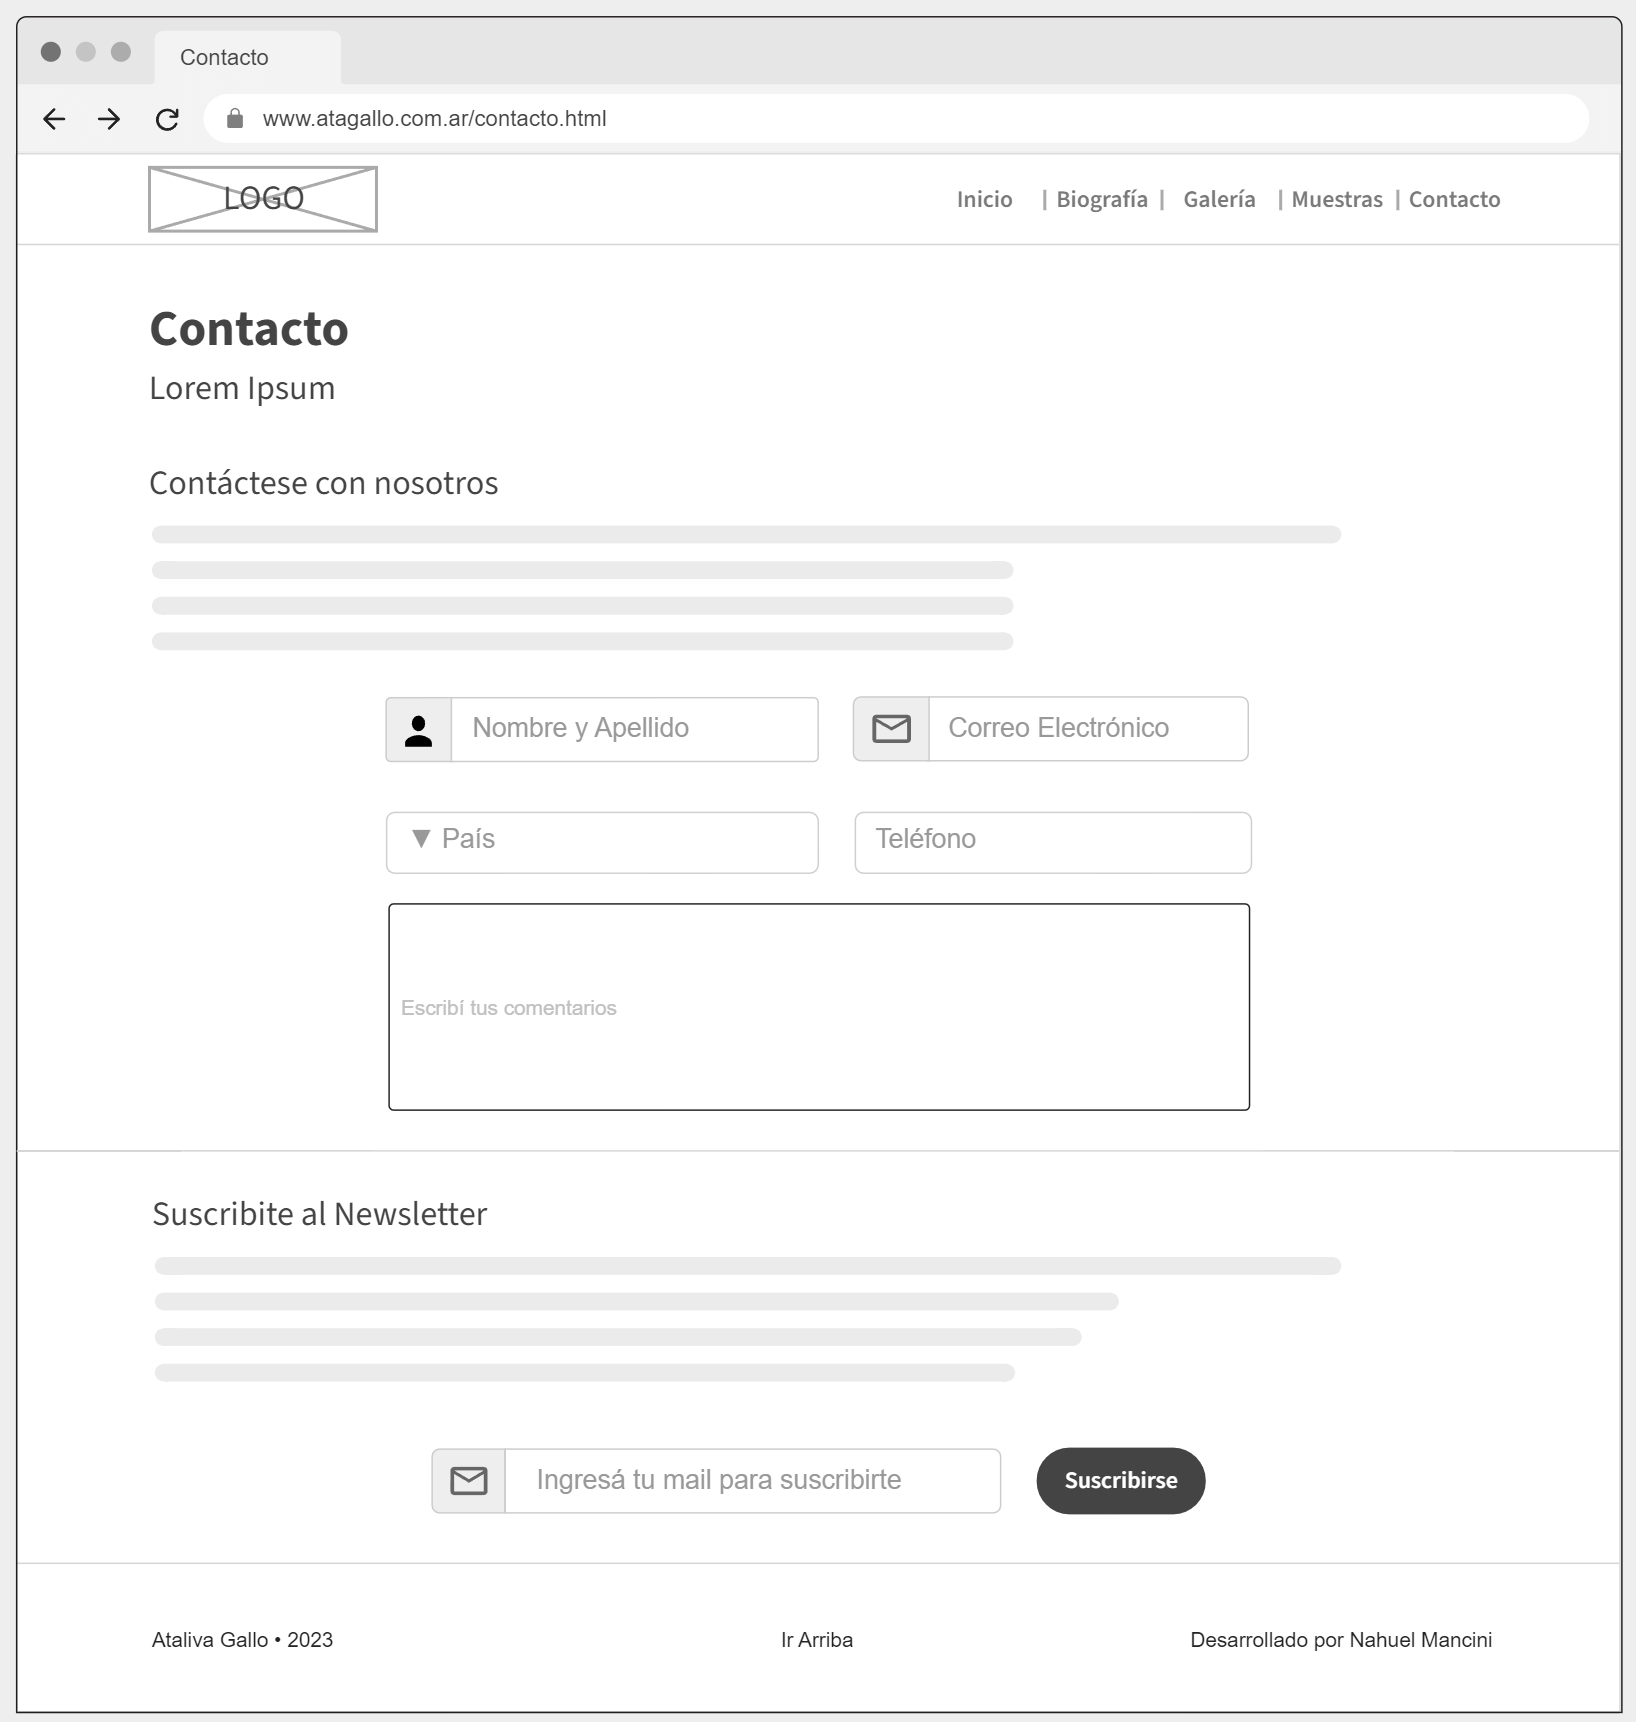 Contacto
www.atagallo.com.ar/contacto.html
LOGO
Inicio | Biografía | Galería | Muestras | Contacto
Contacto
Lorem Ipsum
Contáctese con nosotros
Nombre y Apellido
Correo Electrónico
▼ País
Teléfono
Escribí tus comentarios
Suscribite al Newsletter
Ingresá tu mail para suscribirte
Suscribirse
Ataliva Gallo • 2023
Ir Arriba
Desarrollado por Nahuel Mancini